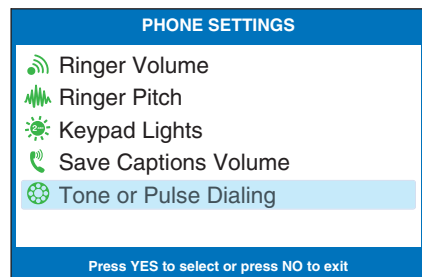 PHONE SETTINGS
Ringer Volume
Ringer Pitch
Keypad Lights
Save Captions Volume
Tone or Pulse Dialing
Press YES to select or press NO to exit